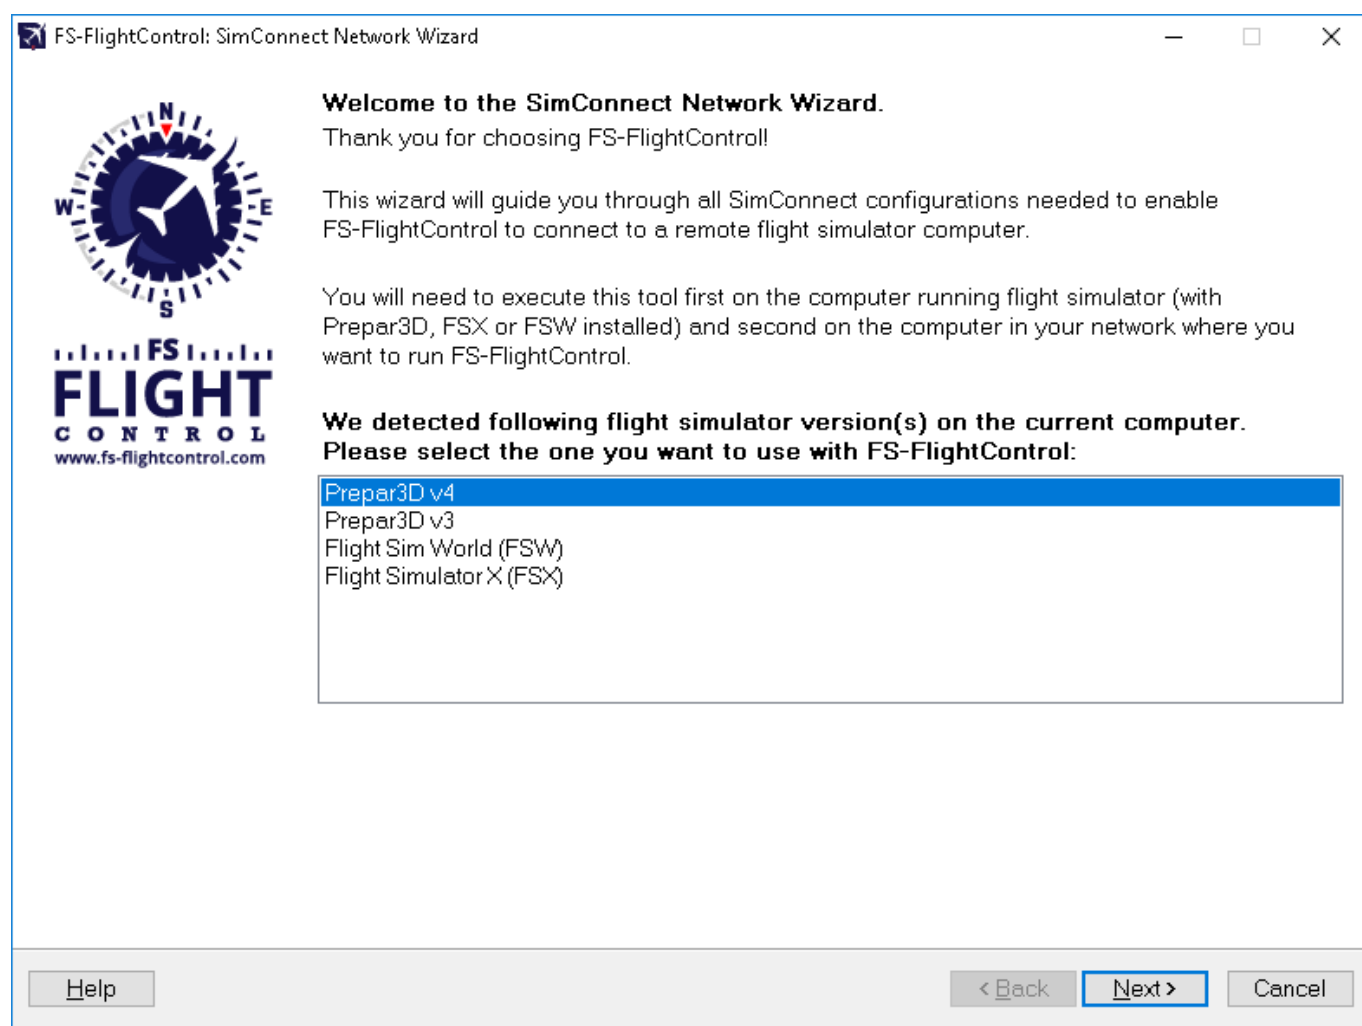 FS-FlightControl: SimConnect Network Wizard
N
W
E
S
FS
FLIGHT
CONTROL
www.fs-flightcontrol.com
Welcome to the SimConnect Network Wizard.
Thank you for choosing FS-FlightControl!
This wizard will guide you through all SimConnect configurations needed to enable
FS-FlightControl to connect to a remote flight simulator computer.
You will need to execute this tool first on the computer running flight simulator (with
Prepar3D, FSX or FSW installed) and second on the computer in your network where you
want to run FS-FlightControl.
We detected following flight simulator version(s) on the current computer.
Please select the one you want to use with FS-FlightControl:
Prepar3D v4
Prepar3D v3
Flight Sim World (FSW)
Flight Simulator X (FSX)
Help
< Back
Next >
Cancel